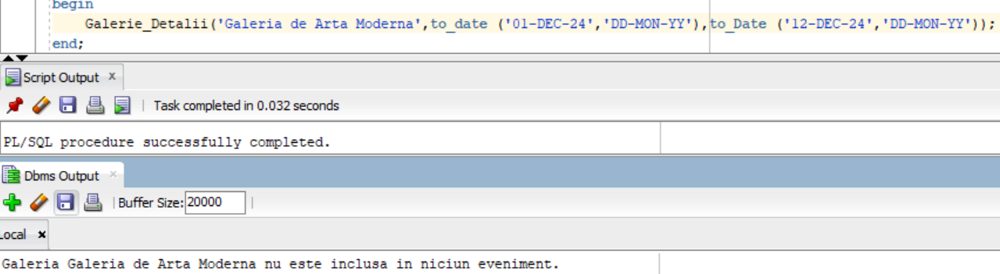 begin
Galerie_Detalii('Galeria de Arta Moderna',to_date ('01-DEC-24','DD-MON-YY'),to_Date ('12-DEC-24','DD-MON-YY'));
end;
Script Output x
Task completed in 0.032 seconds
PL/SQL procedure successfully completed.
Dbms Output x
Buffer Size: 20000
Local x
Galeria Galeria de Arta Moderna nu este inclusa in niciun eveniment.